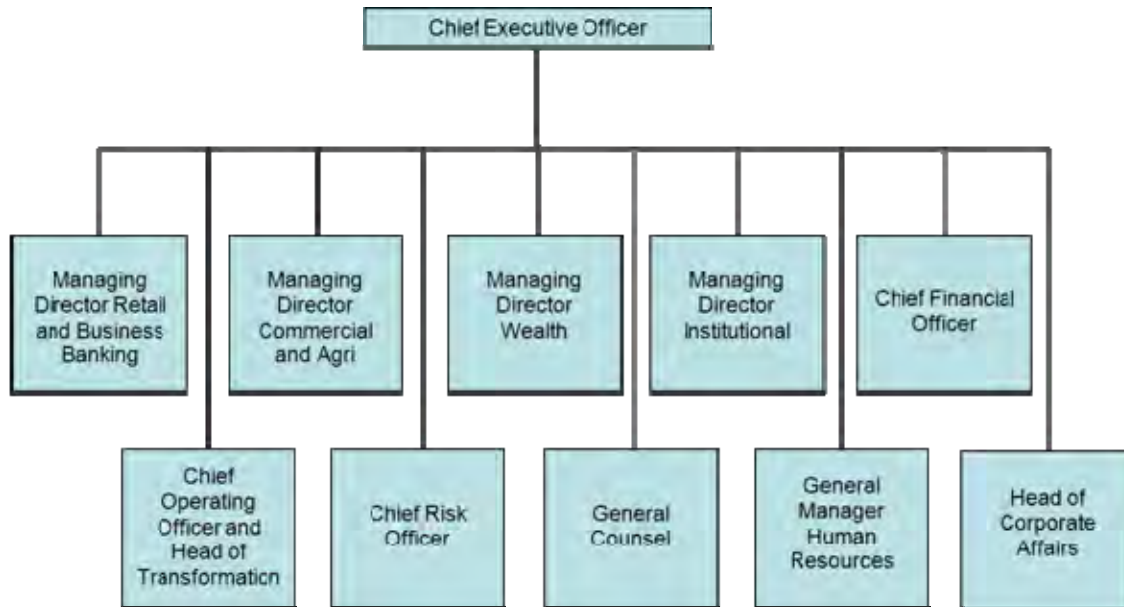 Chief Executive Officer
Managing
Director Retail
and Business
Banking
Managing
Director
Commercial
and Agri
Managing
Director
Wealth
Managing
Director
Institutional
Chief Financial
Officer
Chief
Operating
Officer and
Head of
Transformation
Chief Risk
Officer
General
Counsel
General
Manager
Human
Resources
Head of
Corporate
Affairs